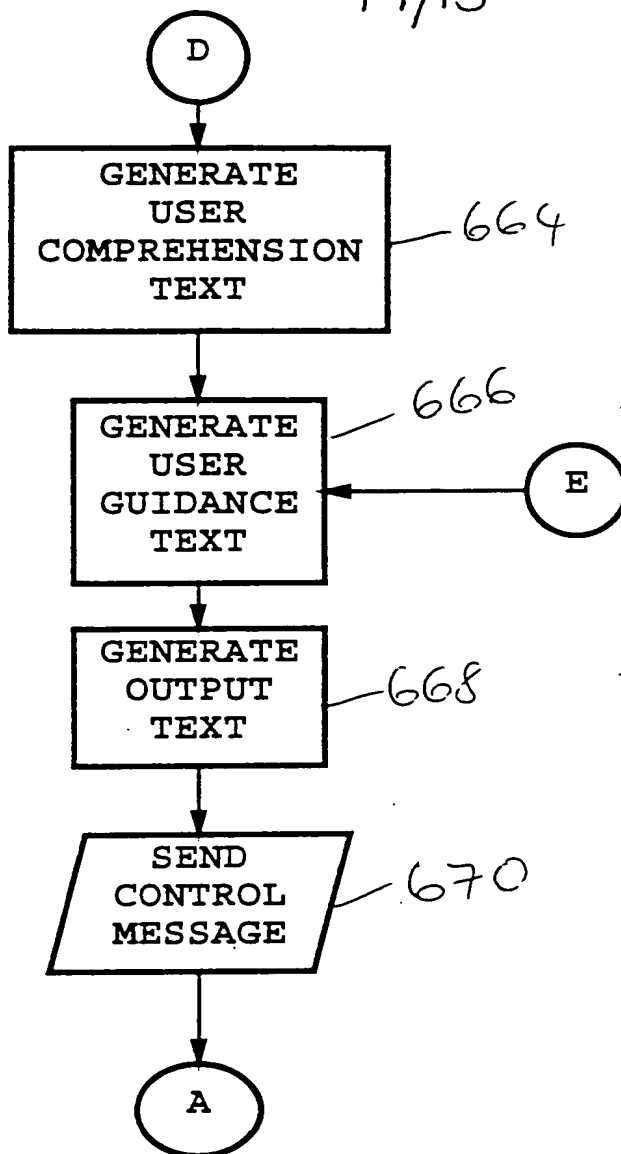 D
GENERATE
USER
COMPREHENSION
TEXT
664
GENERATE
USER
GUIDANCE
TEXT
666
E
GENERATE
OUTPUT
TEXT
668
SEND
CONTROL
MESSAGE
670
A